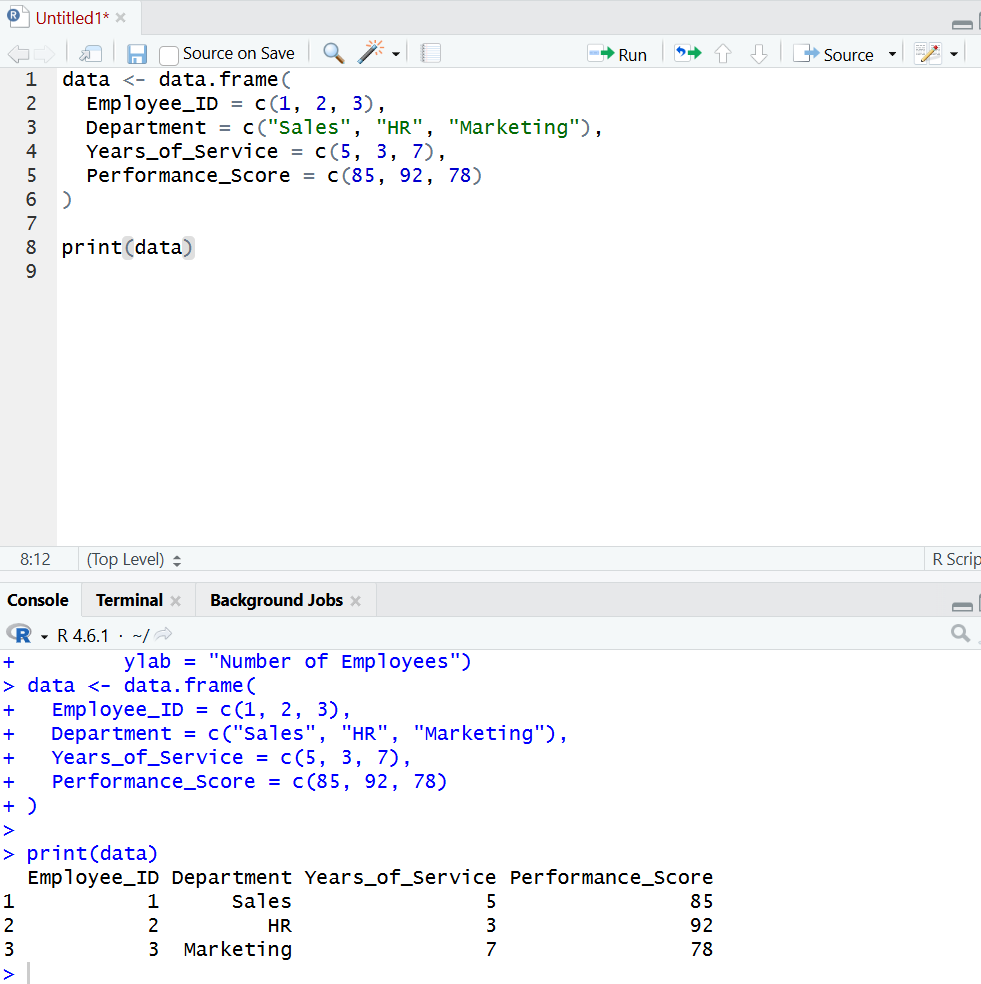 Untitled1*
Source on Save Run Source
1 data <- data.frame(
2   Employee_ID = c(1, 2, 3),
3   Department = c("Sales", "HR", "Marketing"),
4   Years_of_Service = c(5, 3, 7),
5   Performance_Score = c(85, 92, 78)
6 )
7
8 print(data)
9
8:12 (Top Level) R Scrip
Console Terminal Background Jobs
R R 4.6.1 · ~/
+         ylab = "Number of Employees")
> data <- data.frame(
+   Employee_ID = c(1, 2, 3),
+   Department = c("Sales", "HR", "Marketing"),
+   Years_of_Service = c(5, 3, 7),
+   Performance_Score = c(85, 92, 78)
+ )
>
> print(data)
  Employee_ID Department Years_of_Service Performance_Score
1           1      Sales                5                85
2           2         HR                3                92
3           3  Marketing                7                78
>